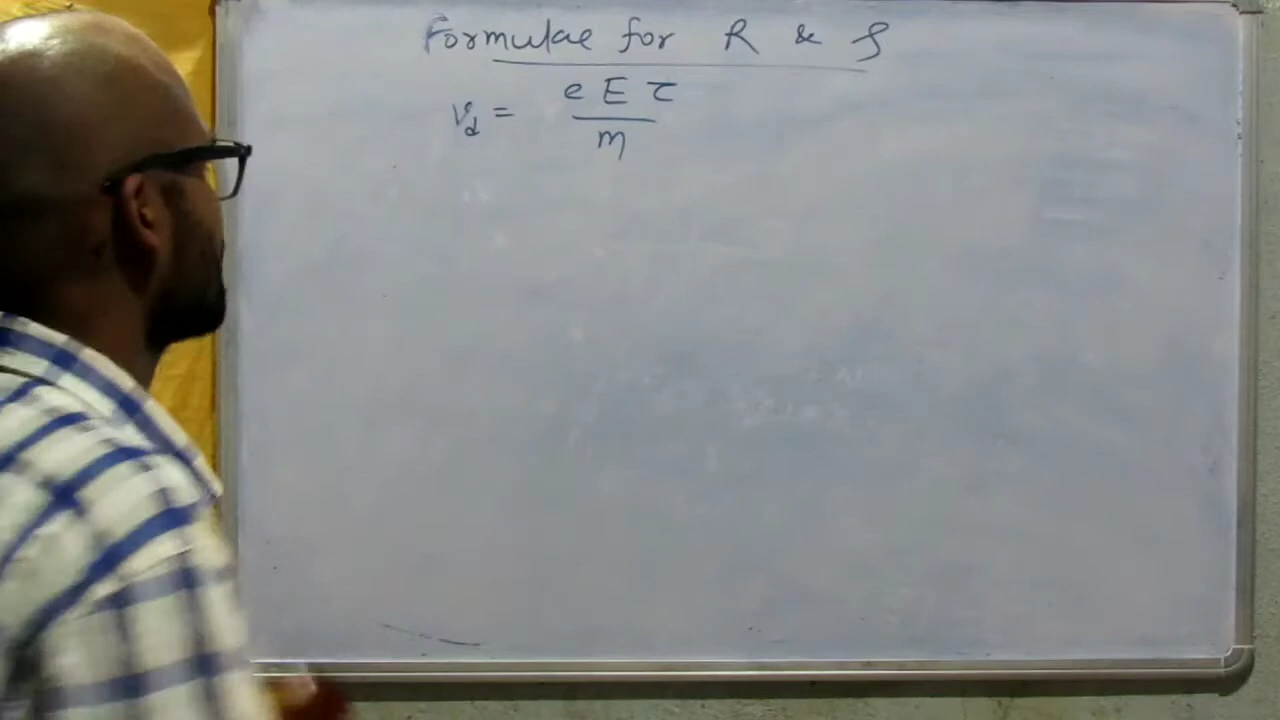 Formulae for R & ρ
v_d = eEτ/m